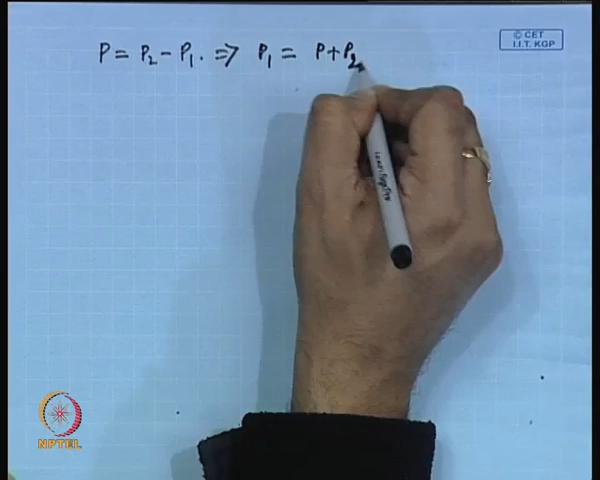 P = P₂ - P₁. ⇒ P₁ = P + P₂
© CET
I.I.T. KGP
NPTEL